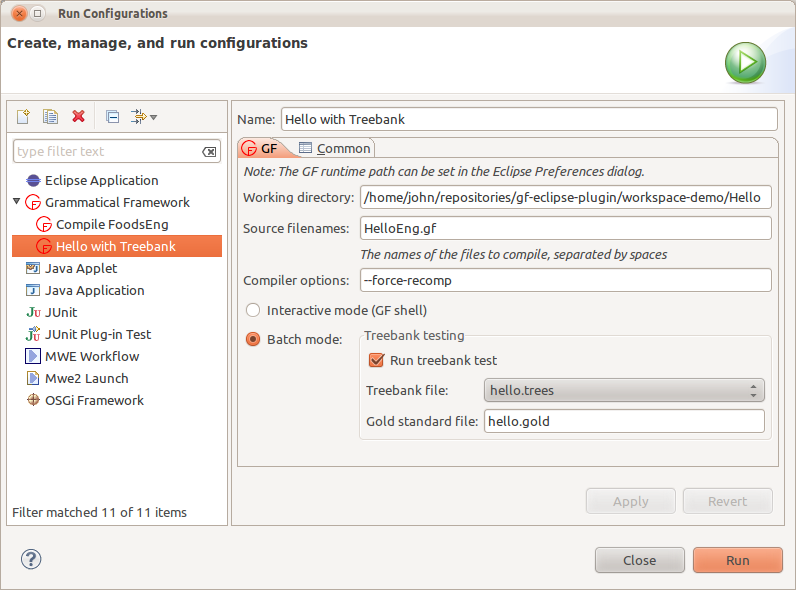 Run Configurations
Create, manage, and run configurations
type filter text
Eclipse Application
Grammatical Framework
Compile FoodsEng
Hello with Treebank
Java Applet
Java Application
JUnit
JUnit Plug-in Test
MWE Workflow
Mwe2 Launch
OSGi Framework
Filter matched 11 of 11 items
Name: Hello with Treebank
GF Common
Note: The GF runtime path can be set in the Eclipse Preferences dialog.
Working directory: /home/john/repositories/gf-eclipse-plugin/workspace-demo/Hello
Source filenames: HelloEng.gf
The names of the files to compile, separated by spaces
Compiler options: --force-recomp
Interactive mode (GF shell)
Batch mode:
Treebank testing
Run treebank test
Treebank file: hello.trees
Gold standard file: hello.gold
Apply Revert
Close Run